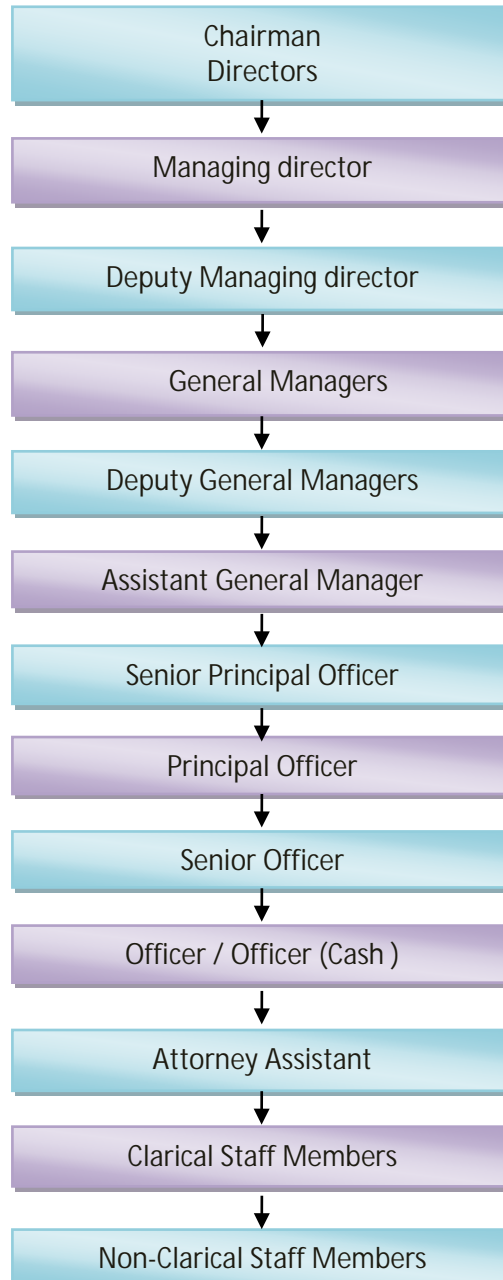 Chairman
Directors
Managing director
Deputy Managing director
General Managers
Deputy General Managers
Assistant General Manager
Senior Principal Officer
Principal Officer
Senior Officer
Officer / Officer (Cash )
Attorney Assistant
Clarical Staff Members
Non-Clarical Staff Members